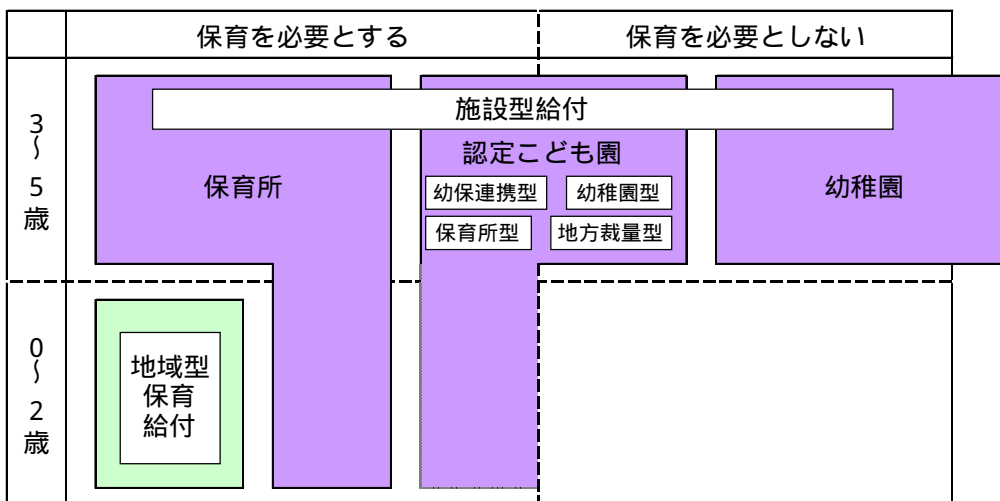 保育を必要とする
保育を必要としない
3～5歳
施設型給付
認定こども園
保育所
幼保連携型
幼稚園型
保育所型
地方裁量型
幼稚園
0～2歳
地域型
保育
給付